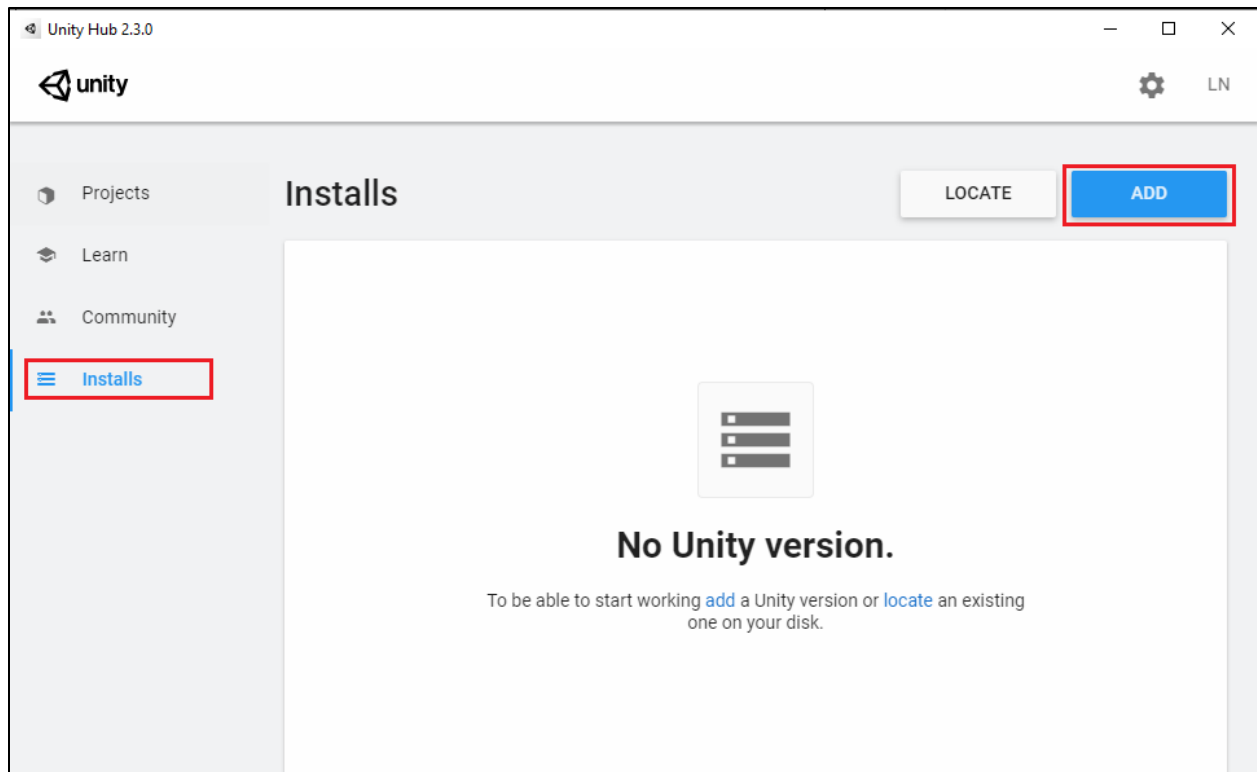 Unity Hub 2.3.0
unity
LN
Projects
Learn
Community
Installs
Installs
LOCATE
ADD
No Unity version.
To be able to start working add a Unity version or locate an existing
one on your disk.